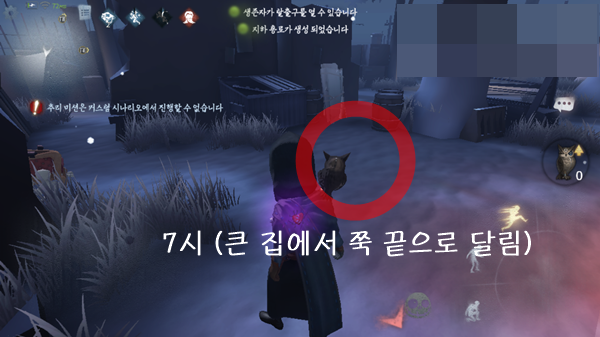 생존자가 탈출구를 열 수 있습니다
지하 통로가 생성 되었습니다
추리 미션은 커스텀 시나리오에서 진행할 수 없습니다
0
7시 (큰 집에서 쭉 끝으로 달림)